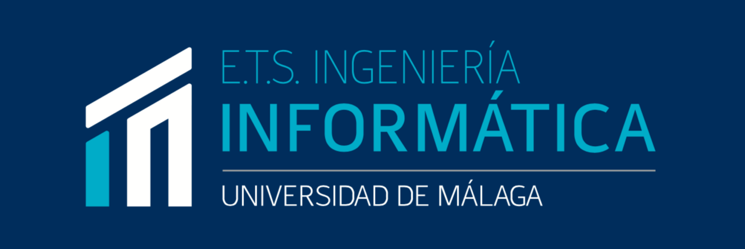 E.T.S. INGENIERÍA
INFORMÁTICA
UNIVERSIDAD DE MÁLAGA